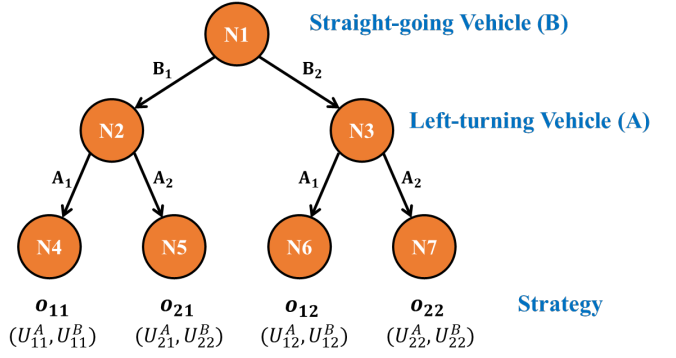 N1
Straight-going Vehicle (B)
B₁
B₂
N2
N3
Left-turning Vehicle (A)
A₁
A₂
A₁
A₂
N4
N5
N6
N7
o₁₁
o₂₁
o₁₂
o₂₂
Strategy
(U₁₁ᴬ, U₁₁ᴮ)
(U₂₁ᴬ, U₂₂ᴮ)
(U₁₂ᴬ, U₁₂ᴮ)
(U₂₂ᴬ, U₂₂ᴮ)